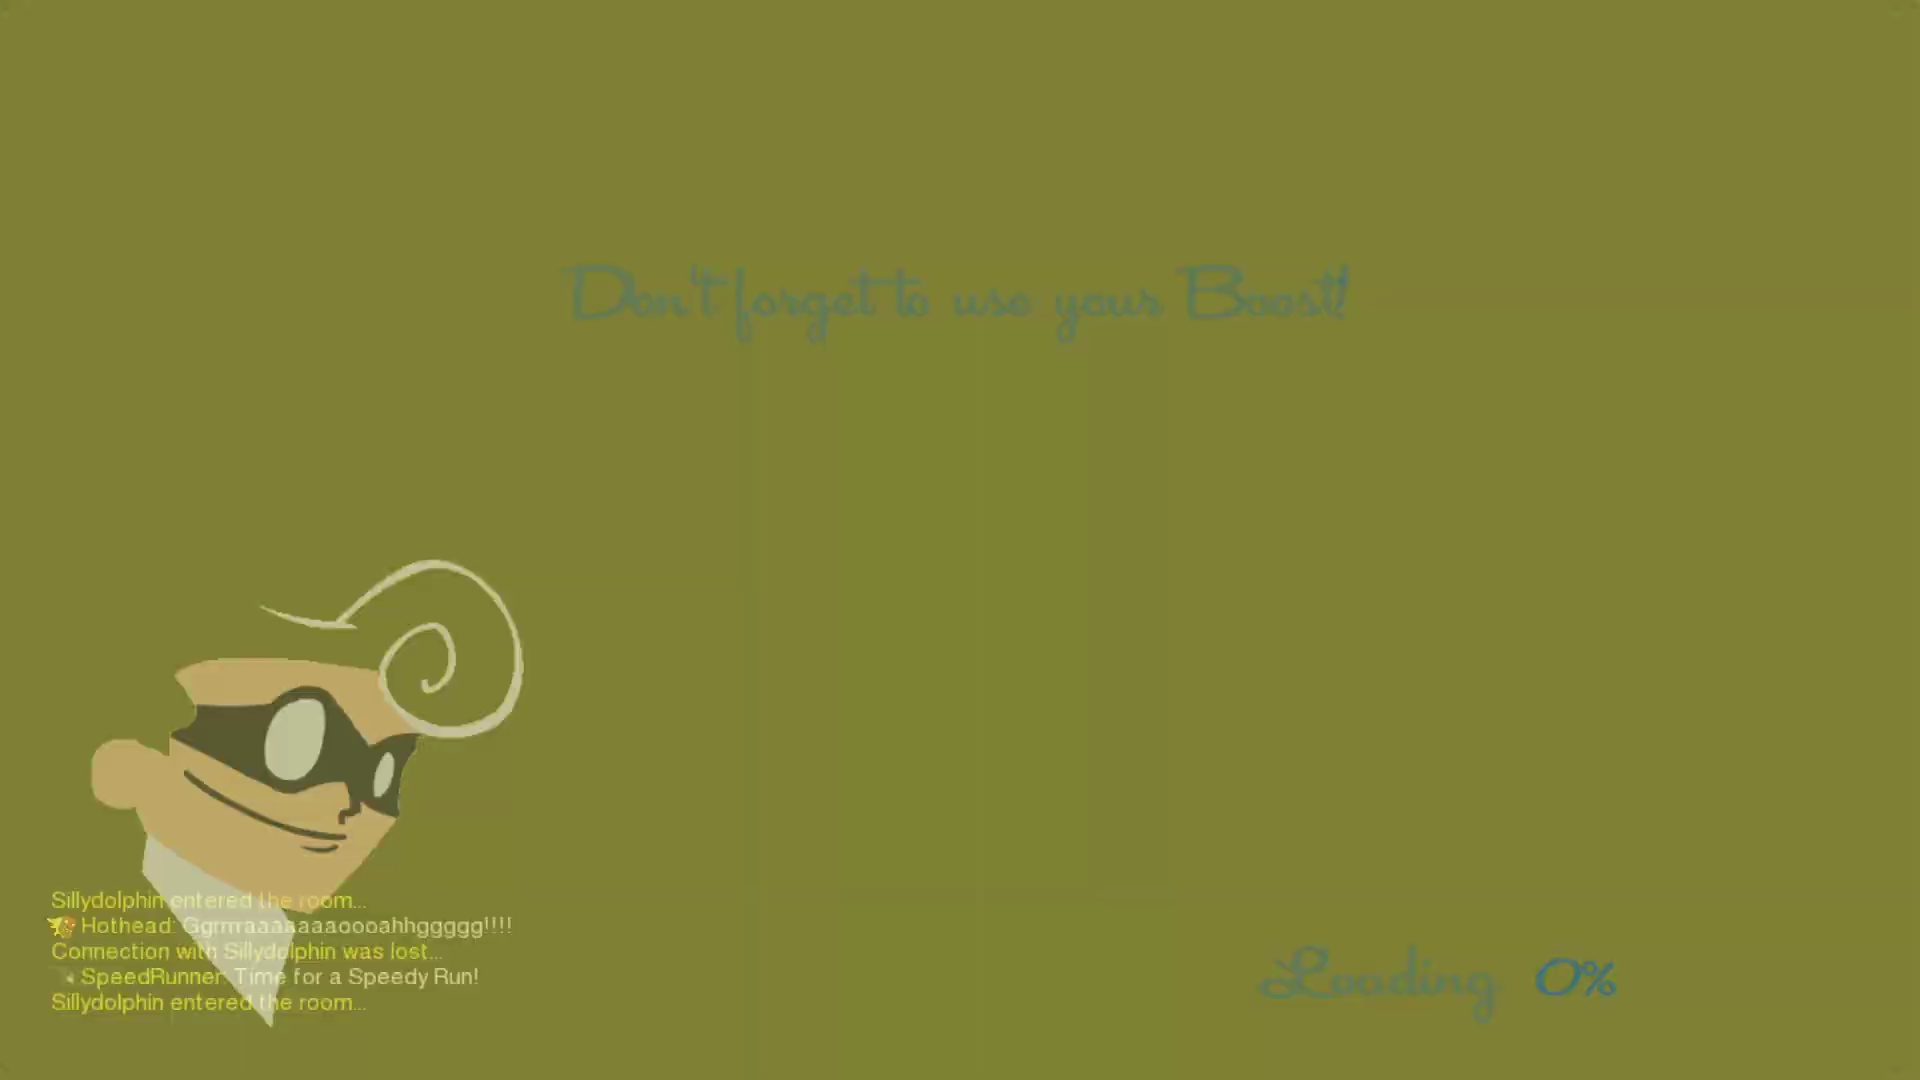 Don't forget to use your Boost!
Sillydolphin entered the room...
Hothead: Ggrrrraaaaaaaoooahhggggg!!!!
Connection with Sillydolphin was lost...
SpeedRunner: Time for a Speedy Run!
Sillydolphin entered the room...
Loading 0%